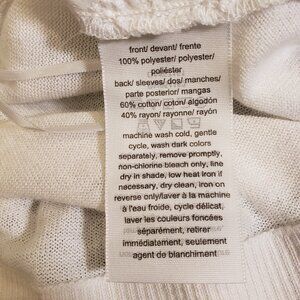 front/ devant/ frente
100% polyester/ polyester/
poliéster
back/ sleeves/ dos/ manches/
parte posterior/ mangas
60% cotton/ coton/ algodón
40% rayon/ rayonne/ rayón
machine wash cold, gentle
cycle, wash dark colors
separately, remove promptly,
non-chlorine bleach only, line
dry in shade, low heat iron if
necessary, dry clean, iron on
reverse only/laver à la machine
à l'eau froide, cycle délicat,
laver les couleurs foncées
séparément, retirer
immédiatement, seulement
agent de blanchiment